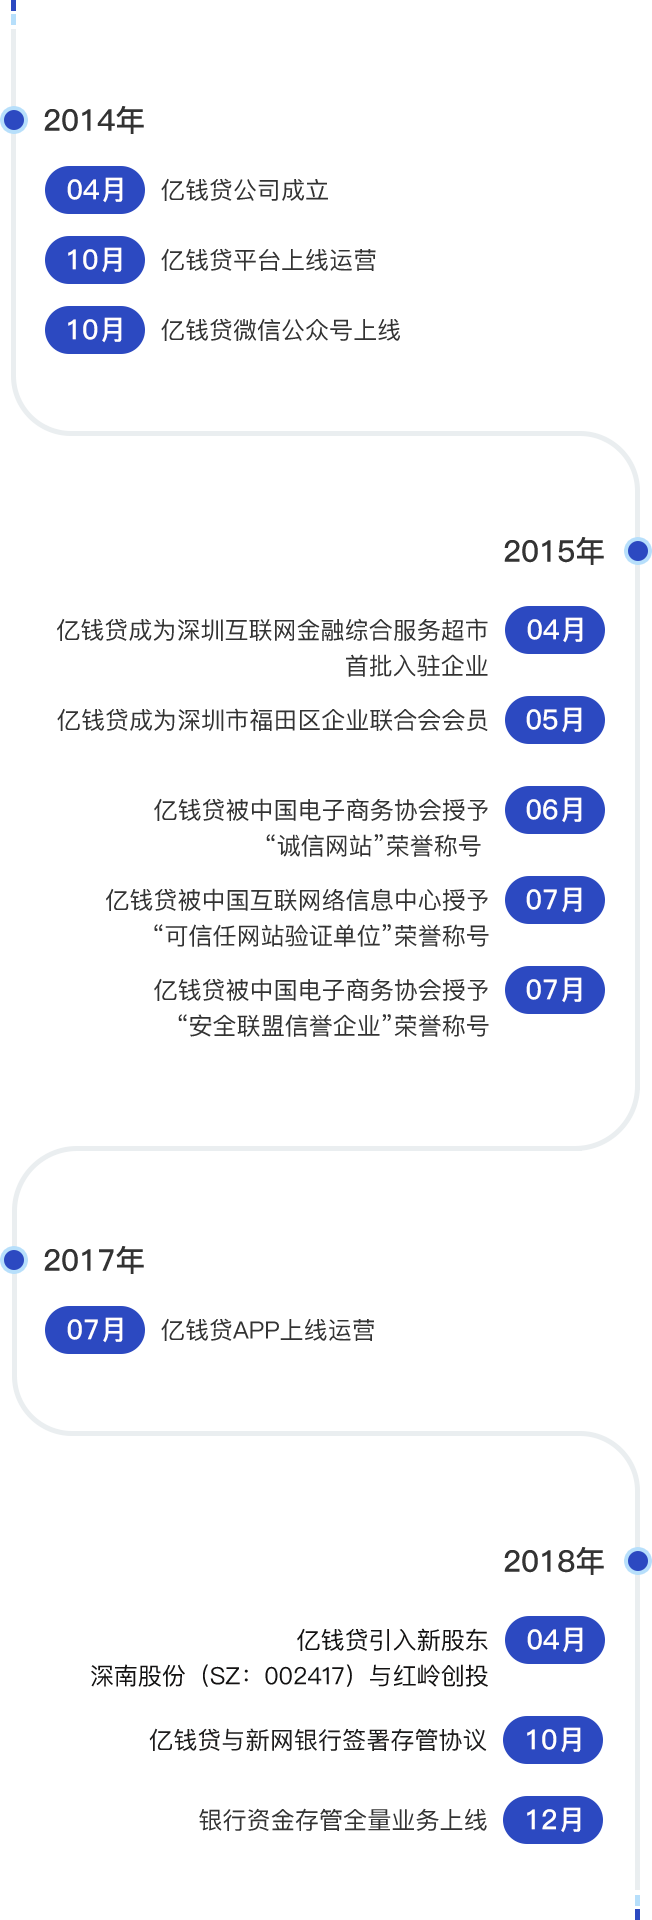 2014年
04月 亿钱贷公司成立
10月 亿钱贷平台上线运营
10月 亿钱贷微信公众号上线
2015年
亿钱贷成为深圳互联网金融综合服务超市 04月
首批入驻企业
亿钱贷成为深圳市福田区企业联合会会员 05月
亿钱贷被中国电子商务协会授予 06月
“诚信网站”荣誉称号
亿钱贷被中国互联网络信息中心授予 07月
“可信任网站验证单位”荣誉称号
亿钱贷被中国电子商务协会授予 07月
“安全联盟信誉企业”荣誉称号
2017年
07月 亿钱贷APP上线运营
2018年
亿钱贷引入新股东 04月
深南股份（SZ：002417）与红岭创投
亿钱贷与新网银行签署存管协议 10月
银行资金存管全量业务上线 12月